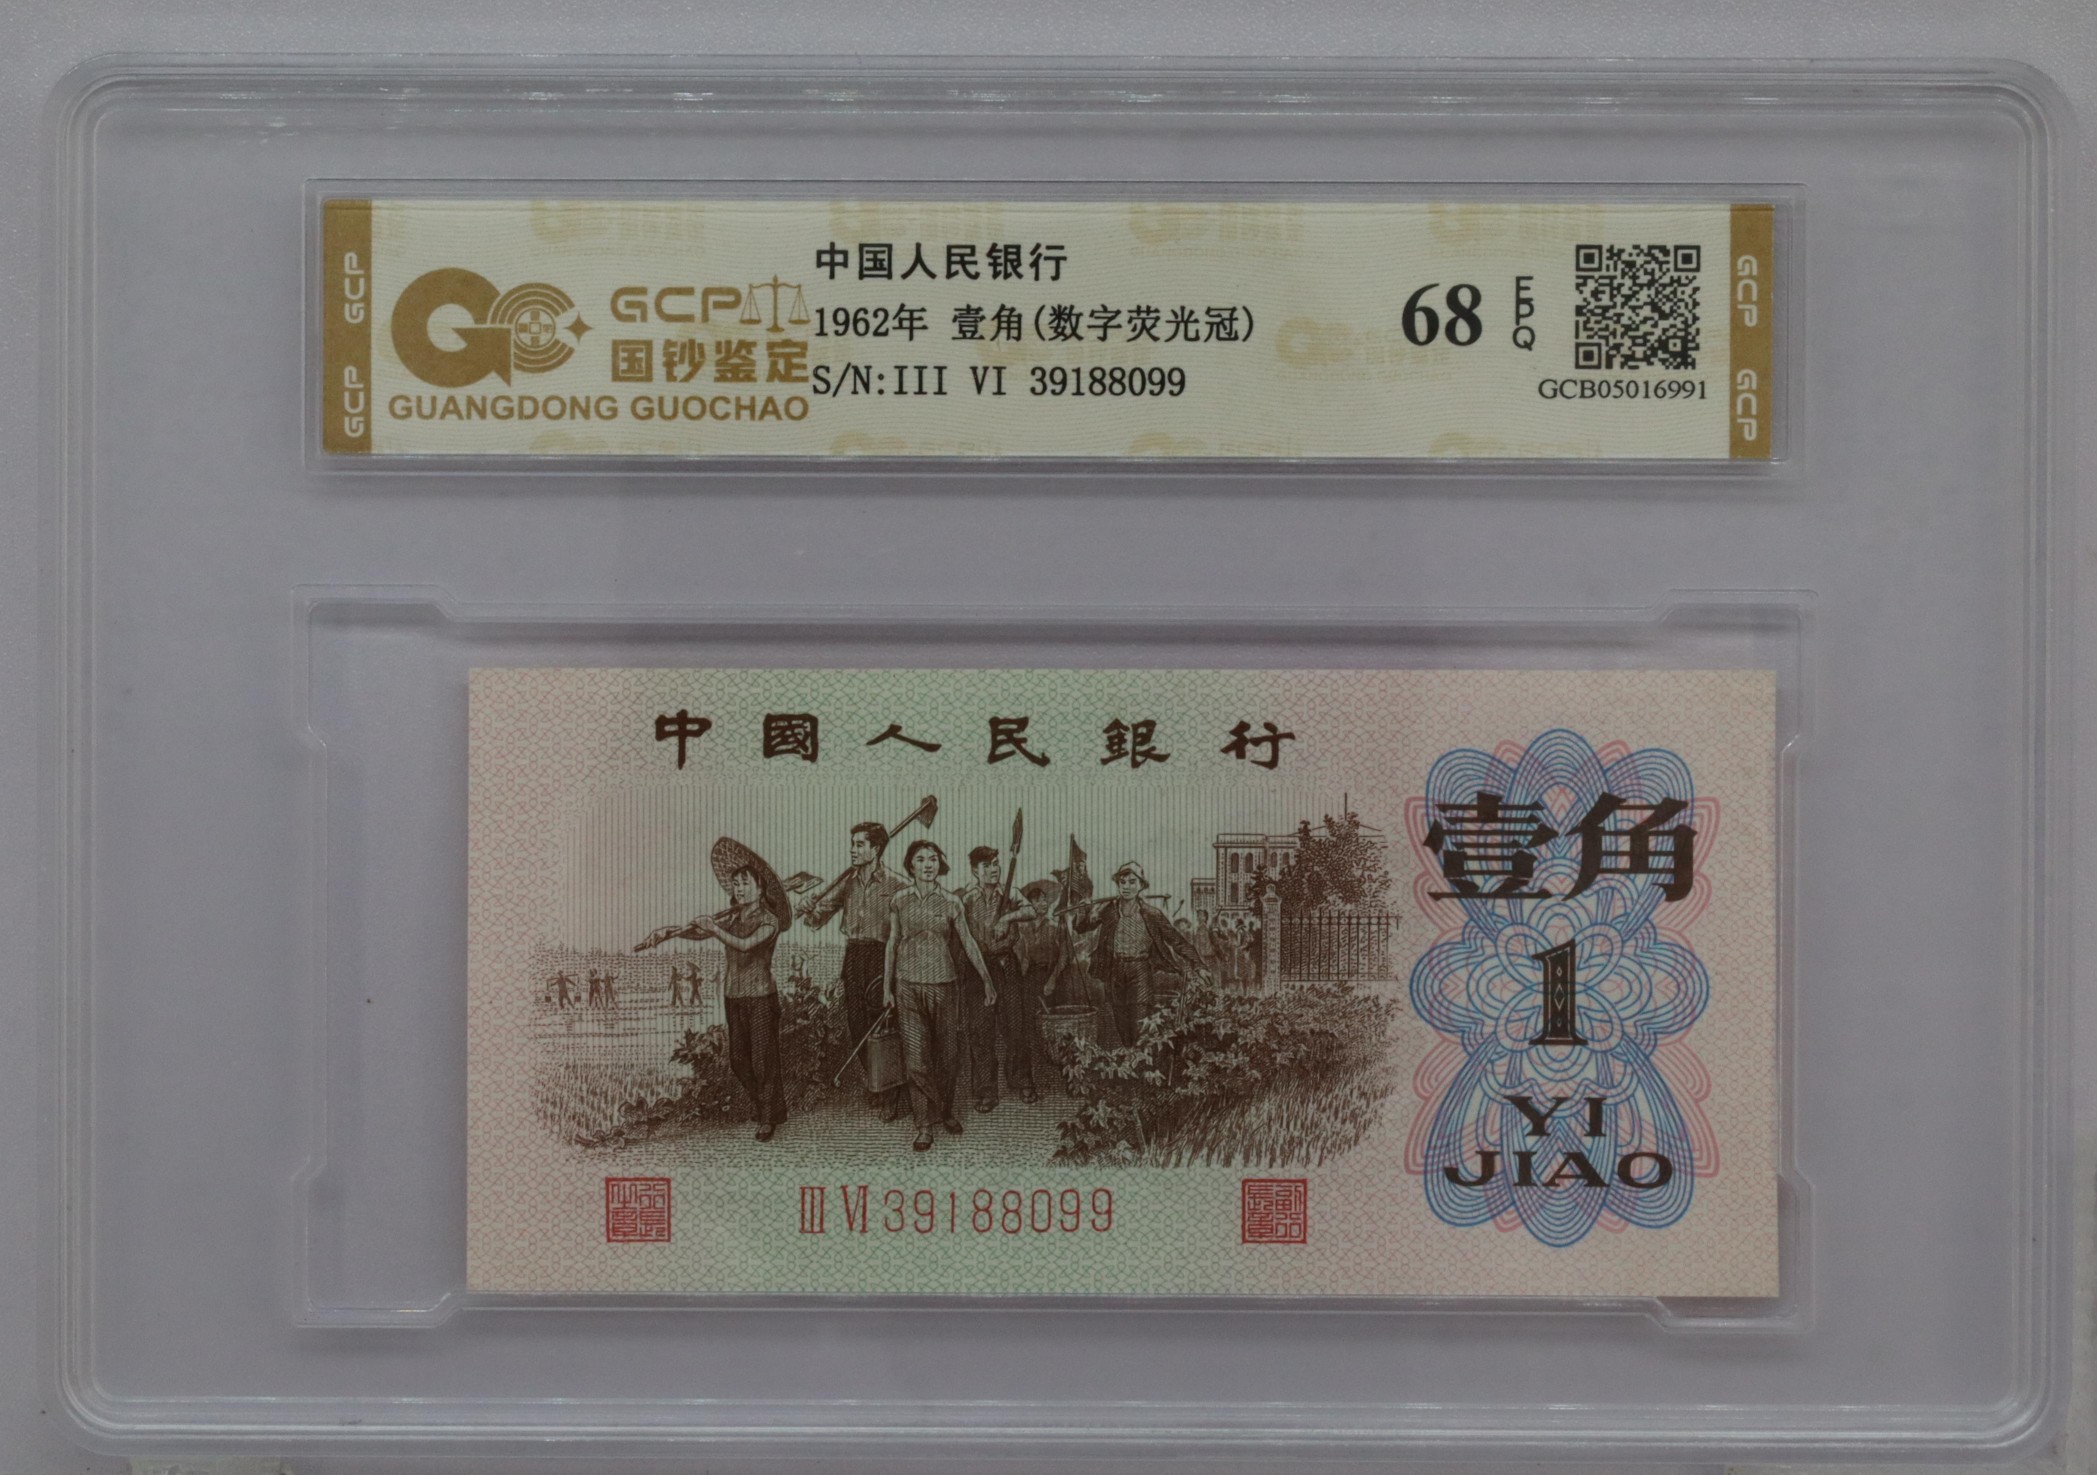 GCP
GCP
GCP
国钞鉴定
GUANGDONG GUOCHAO
中国人民银行
1962年 壹角(数字荧光冠)
S/N:III VI 39188099
68
EPQ
GCB05016991
GCP
GCP
中國人民銀行
壹角
1
YI
JIAO
III VI 39188099